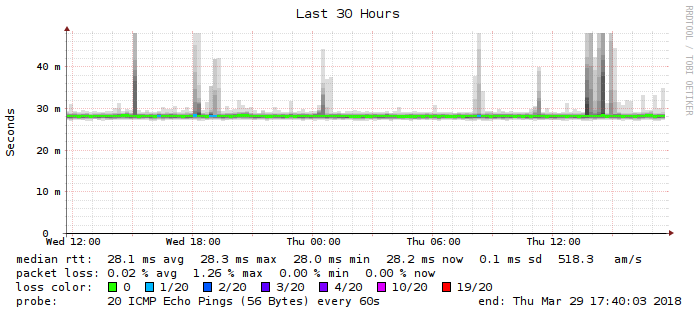 Last 30 Hours
RRDTOOL / TOBI OETIKER
Seconds
40 m
30 m
20 m
10 m
0
Wed 12:00 Wed 18:00 Thu 00:00 Thu 06:00 Thu 12:00
median rtt: 28.1 ms avg 28.3 ms max 28.0 ms min 28.2 ms now 0.1 ms sd 518.3 am/s
packet loss: 0.02 % avg 1.26 % max 0.00 % min 0.00 % now
loss color: 0 1/20 2/20 3/20 4/20 10/20 19/20
probe: 20 ICMP Echo Pings (56 Bytes) every 60s end: Thu Mar 29 17:40:03 2018